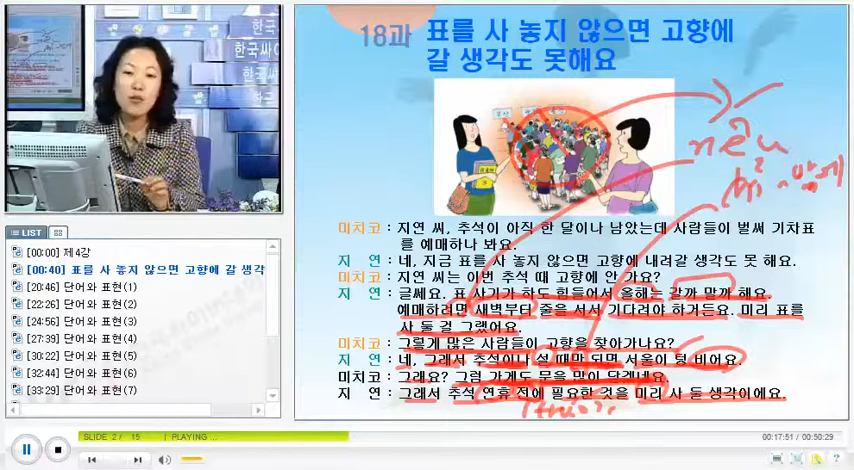 18과 표를 사 놓지 않으면 고향에
갈 생각도 못해요
미치코 : 지연 씨, 추석이 아직 한 달이나 남았는데 사람들이 벌써 기차표
를 예매하나 봐요.
지 연 : 네, 지금 표를 사 놓지 않으면 고향에 내려갈 생각도 못 해요.
미치코 : 지연 씨는 이번 추석 때 고향에 안 가요?
지 연 : 글쎄요. 표 사기가 하도 힘들어서 올해는 갈까 말까 해요.
예매하려면 새벽부터 줄을 서서 기다려야 하거든요. 미리 표를
사 둘 걸 그랬어요.
미치코 : 그렇게 많은 사람들이 고향을 찾아가나요?
지 연 : 네, 그래서 추석이나 설 때만 되면 서울이 텅 비어요.
미치코 : 그래요? 그럼 가게도 문을 많이 닫겠네요.
지 연 : 그래서 추석 연휴 전에 필요한 것을 미리 사 둘 생각이에요.
nếu
앞에
LIST
[00:00] 제4강
[00:40] 표를 사 놓지 않으면 고향에 갈 생각
[20:46] 단어와 표현(1)
[22:26] 단어와 표현(2)
[24:56] 단어와 표현(3)
[27:39] 단어와 표현(4)
[30:22] 단어와 표현(5)
[32:44] 단어와 표현(6)
[33:29] 단어와 표현(7)
SLIDE 2 / 15 | PLAYING ...
00:17:51 / 00:50:29